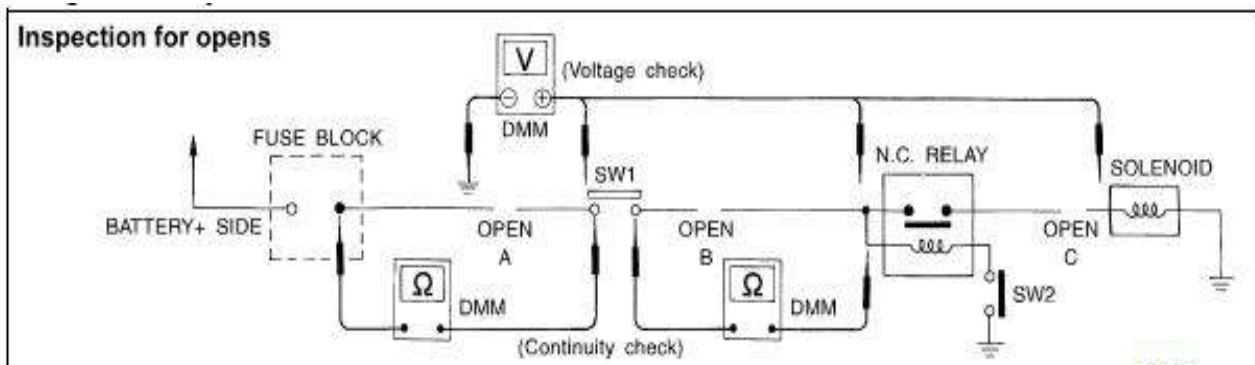 Inspection for opens
V
(Voltage check)
DMM
FUSE BLOCK
N.C. RELAY
SW1
SOLENOID
BATTERY+ SIDE
OPEN
A
OPEN
B
OPEN
C
Ω
DMM
Ω
DMM
SW2
(Continuity check)